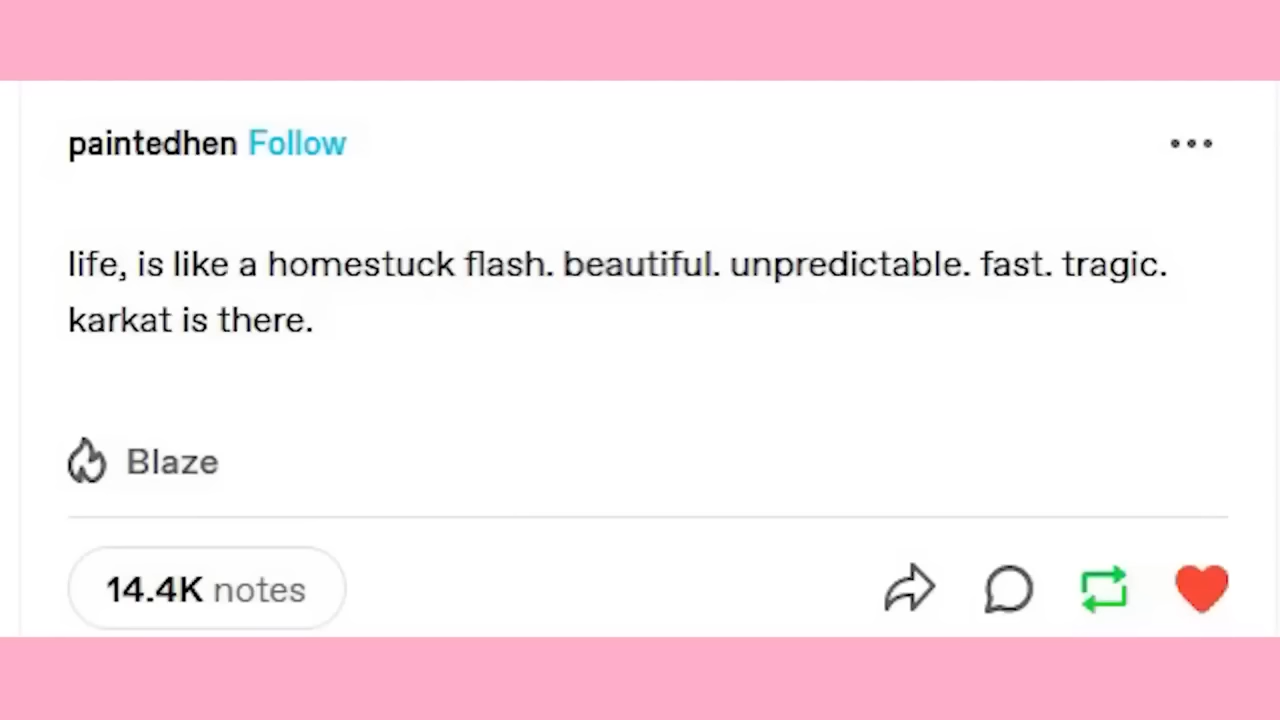 paintedhen Follow
life, is like a homestuck flash. beautiful. unpredictable. fast. tragic.
karkat is there.
Blaze
14.4K notes